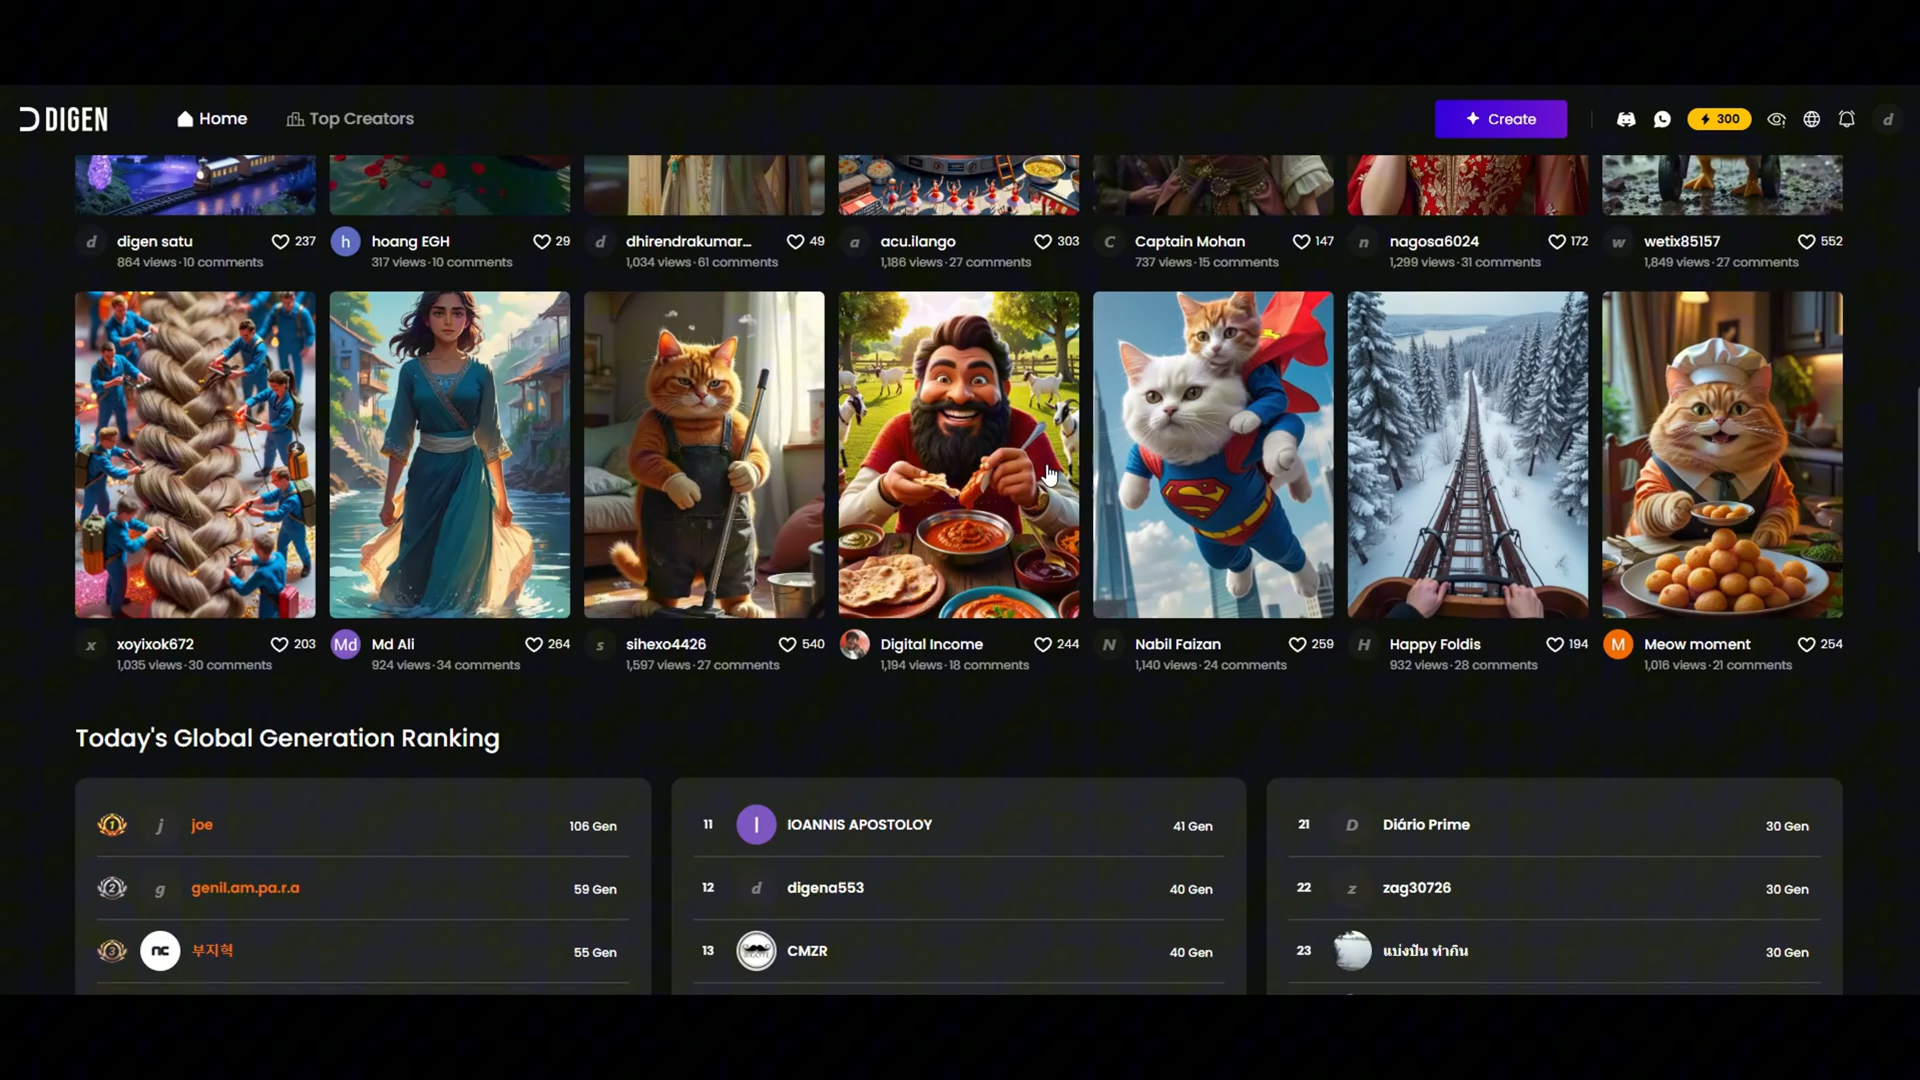 DIGEN
Home
Top Creators
Create
300
d
d
digen satu
237
864 views·10 comments
h
hoang EGH
29
317 views·10 comments
d
dhirendrakumar...
49
1,034 views·61 comments
a
acu.ilango
303
1,186 views·27 comments
C
Captain Mohan
147
737 views·15 comments
n
nagosa6024
172
1,299 views·31 comments
w
wetix85157
552
1,849 views·27 comments
x
xoyixok672
203
1,035 views·30 comments
Md
Md Ali
264
924 views·34 comments
s
sihexo4426
540
1,597 views·27 comments
Digital Income
244
1,194 views·18 comments
N
Nabil Faizan
259
1,140 views·24 comments
H
Happy Foldis
194
932 views·28 comments
M
Meow moment
254
1,016 views·21 comments
Today's Global Generation Ranking
1
j
joe
106 Gen
2
g
genil.am.pa.r.a
59 Gen
3
nc
부지혁
55 Gen
11
I
IOANNIS APOSTOLOY
41 Gen
12
d
digena553
40 Gen
13
CMZR
40 Gen
21
D
Diário Prime
30 Gen
22
z
zag30726
30 Gen
23
แบ่งปัน ทำกิน
30 Gen